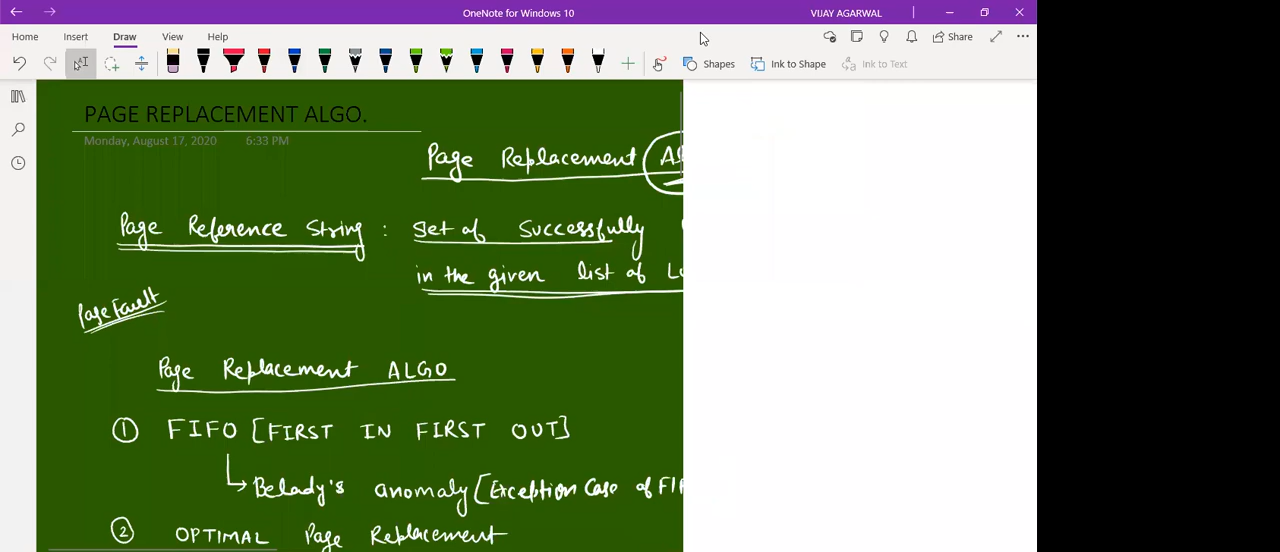 OneNote for Windows 10
VIJAY AGARWAL
Home Insert Draw View Help
Share
Shapes Ink to Shape Ink to Text
PAGE REPLACEMENT ALGO.
Monday, August 17, 2020 6:33 PM
Page Replacement
Page Reference String : Set of Successfully
in the given list of
Page Fault
Page Replacement ALGO
① FIFO [FIRST IN FIRST OUT]
Belady's anomaly [Exception Case of
② OPTIMAL Page Replacement